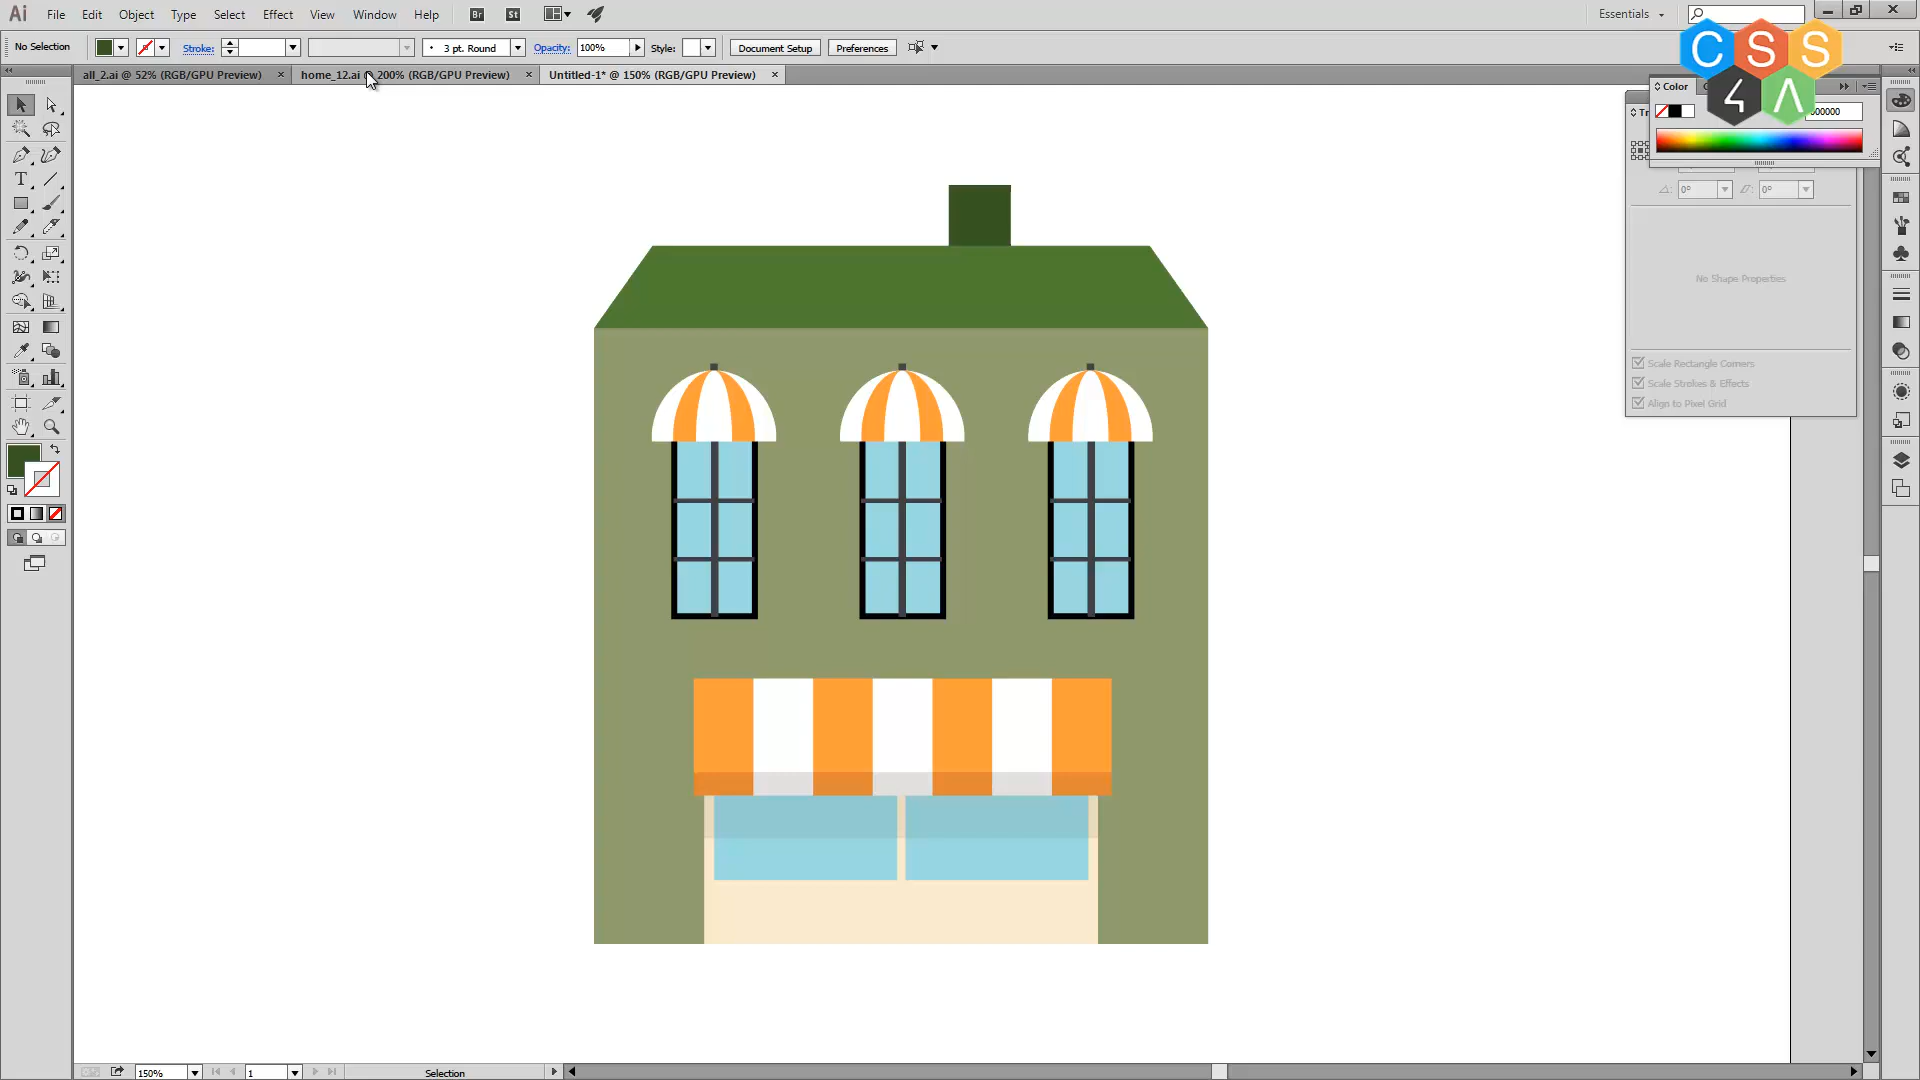 Ai File Edit Object Type Select Effect View Window Help Br St Essentials
No Selection Stroke: 3 pt. Round Opacity: 100% Style: Document Setup Preferences
all_2.ai @ 52% (RGB/GPU Preview) × home_12.ai @ 200% (RGB/GPU Preview) × Untitled-1* @ 150% (RGB/GPU Preview) ×
CSS
4Λ
Color
Tr
000000
0° 0°
No Shape Properties
Scale Rectangle Corners
Scale Strokes & Effects
Align to Pixel Grid
150% 1 Selection